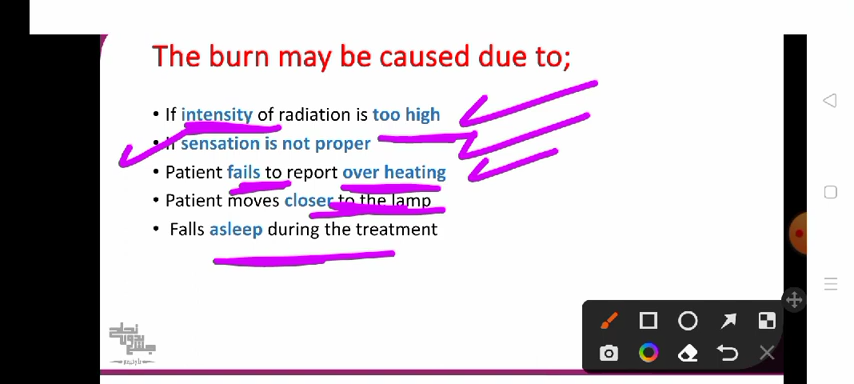 The burn may be caused due to;
• If intensity of radiation is too high
• If sensation is not proper
• Patient fails to report over heating
• Patient moves closer to the lamp
• Falls asleep during the treatment